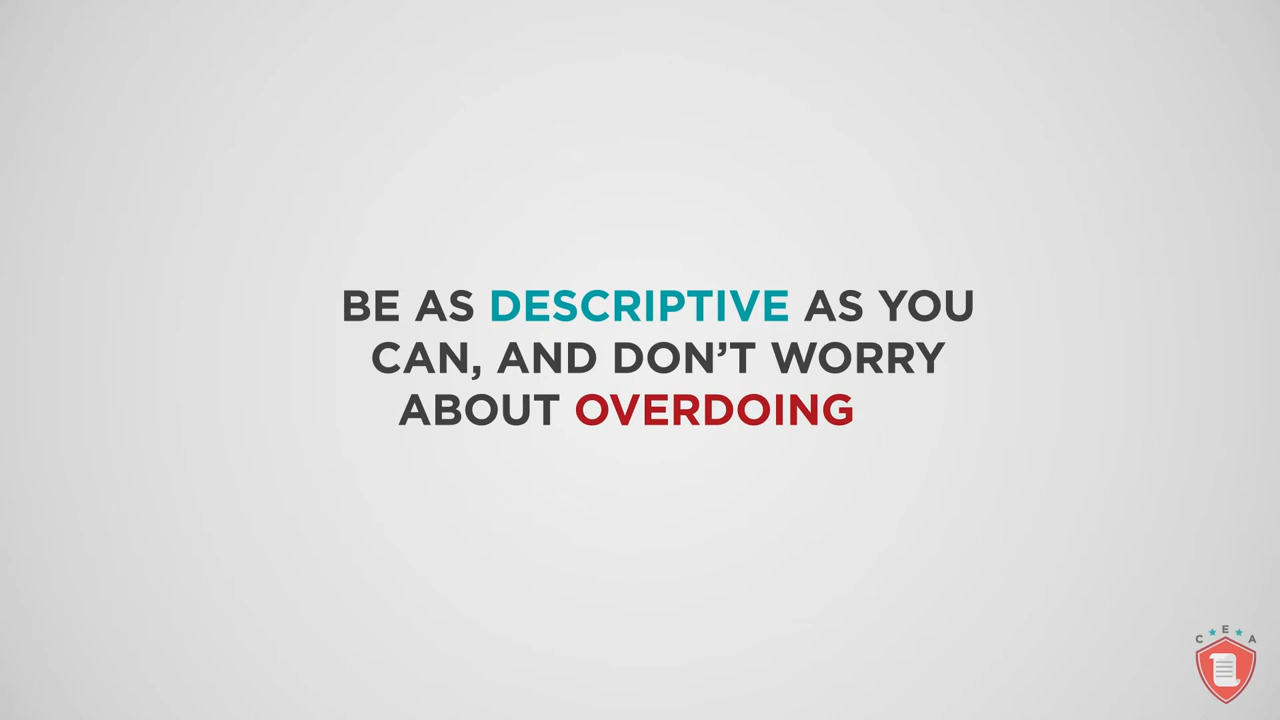 BE AS DESCRIPTIVE AS YOU
CAN, AND DON’T WORRY
ABOUT OVERDOING
C E A